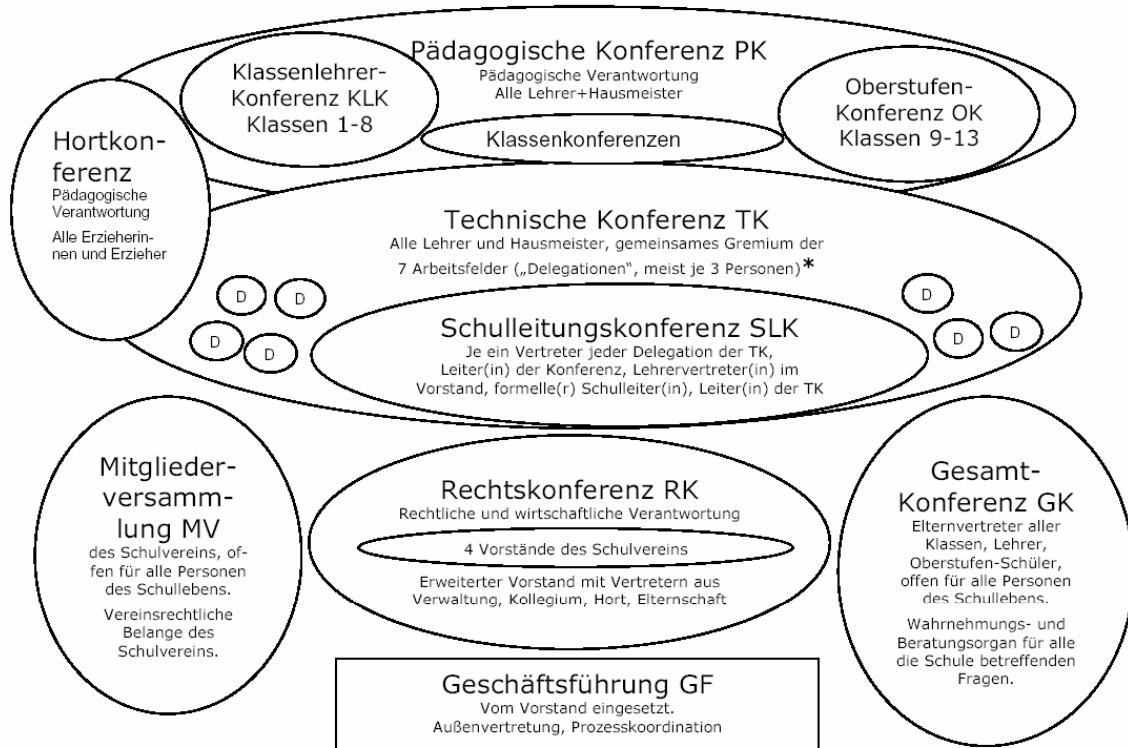 Pädagogische Konferenz PK
Pädagogische Verantwortung
Alle Lehrer+Hausmeister
Klassenlehrer-
Konferenz KLK
Klassen 1-8
Klassenkonferenzen
Oberstufen-
Konferenz OK
Klassen 9-13
Hortkon-
ferenz
Pädagogische
Verantwortung
Alle Erzieherin-
nen und Erzieher
Technische Konferenz TK
Alle Lehrer und Hausmeister, gemeinsames Gremium der
7 Arbeitsfelder („Delegationen“, meist je 3 Personen)*
D
D
D
D
D
D
D
Schulleitungskonferenz SLK
Je ein Vertreter jeder Delegation der TK,
Leiter(in) der Konferenz, Lehrervertreter(in) im
Vorstand, formelle(r) Schulleiter(in), Leiter(in) der TK
Mitglieder-
versamm-
lung MV
des Schulvereins, of-
fen für alle Personen
des Schullebens.
Vereinsrechtliche
Belange des
Schulvereins.
Rechtskonferenz RK
Rechtliche und wirtschaftliche Verantwortung
4 Vorstände des Schulvereins
Erweiterter Vorstand mit Vertretern aus
Verwaltung, Kollegium, Hort, Elternschaft
Gesamt-
Konferenz GK
Elternvertreter aller
Klassen, Lehrer,
Oberstufen-Schüler,
offen für alle Personen
des Schullebens.
Wahrnehmungs- und
Beratungsorgan für alle
die Schule betreffenden
Fragen.
Geschäftsführung GF
Vom Vorstand eingesetzt.
Außenvertretung, Prozesskoordination